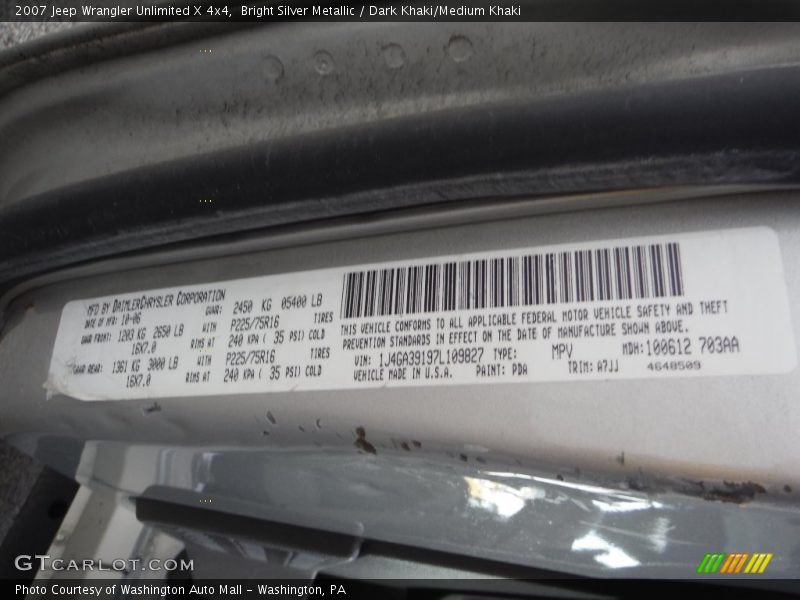 2007 Jeep Wrangler Unlimited X 4x4,  Bright Silver Metallic / Dark Khaki/Medium Khaki
MFD BY DAIMLERCHRYSLER CORPORATION
DATE OF MFR: 10-06 GVWR: 2450 KG 05400 LB
GAWR FRONT: 1203 KG 2650 LB WITH P225/75R16 TIRES
16X7.0 RIMS AT 240 KPA ( 35 PSI) COLD
GAWR REAR: 1361 KG 3000 LB WITH P225/75R16 TIRES
16X7.0 RIMS AT 240 KPA ( 35 PSI) COLD
THIS VEHICLE CONFORMS TO ALL APPLICABLE FEDERAL MOTOR VEHICLE SAFETY AND THEFT
PREVENTION STANDARDS IN EFFECT ON THE DATE OF MANUFACTURE SHOWN ABOVE.
VIN: 1J4GA39197L109827 TYPE: MPV MDH:100612 703AA
VEHICLE MADE IN U.S.A. PAINT: PDA TRIM: A7JJ 4648509
GTCARLOT.COM
Photo Courtesy of Washington Auto Mall - Washington, PA